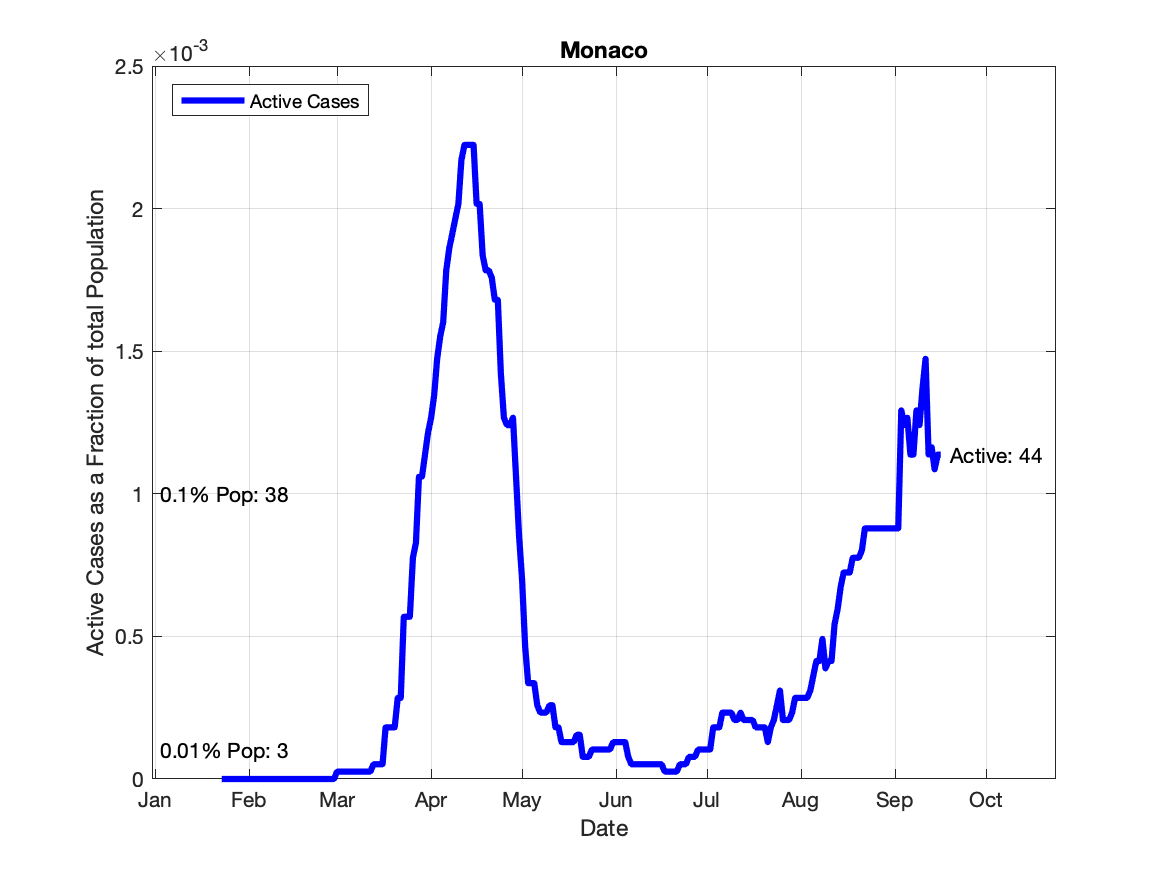 Monaco
×10-3
2.5
2
1.5
1
0.5
0
Active Cases
Active Cases as a Fraction of total Population
0.1% Pop: 38
0.01% Pop: 3
Active: 44
Jan Feb Mar Apr May Jun Jul Aug Sep Oct
Date